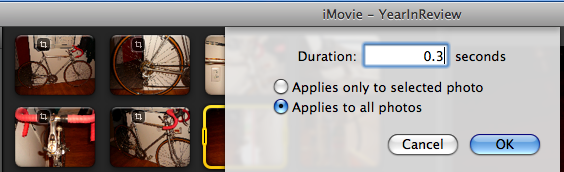 iMovie – YearInReview
Duration: 0.3 seconds
Applies only to selected photo
Applies to all photos
Cancel OK